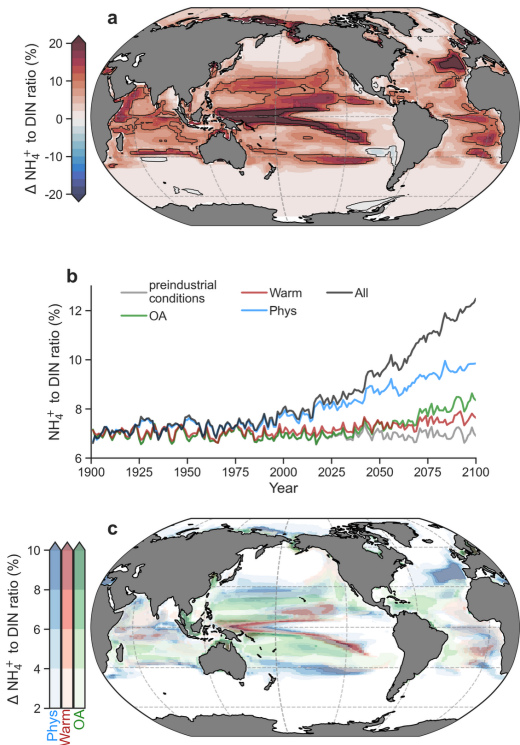 a
Δ NH₄⁺ to DIN ratio (%)
20
10
0
-10
-20
b
NH₄⁺ to DIN ratio (%)
12
10
8
6
preindustrial
conditions
Warm
All
OA
Phys
1900 1925 1950 1975 2000 2025 2050 2075 2100
Year
c
Δ NH₄⁺ to DIN ratio (%)
10
8
6
4
2
Phys
Warm
OA